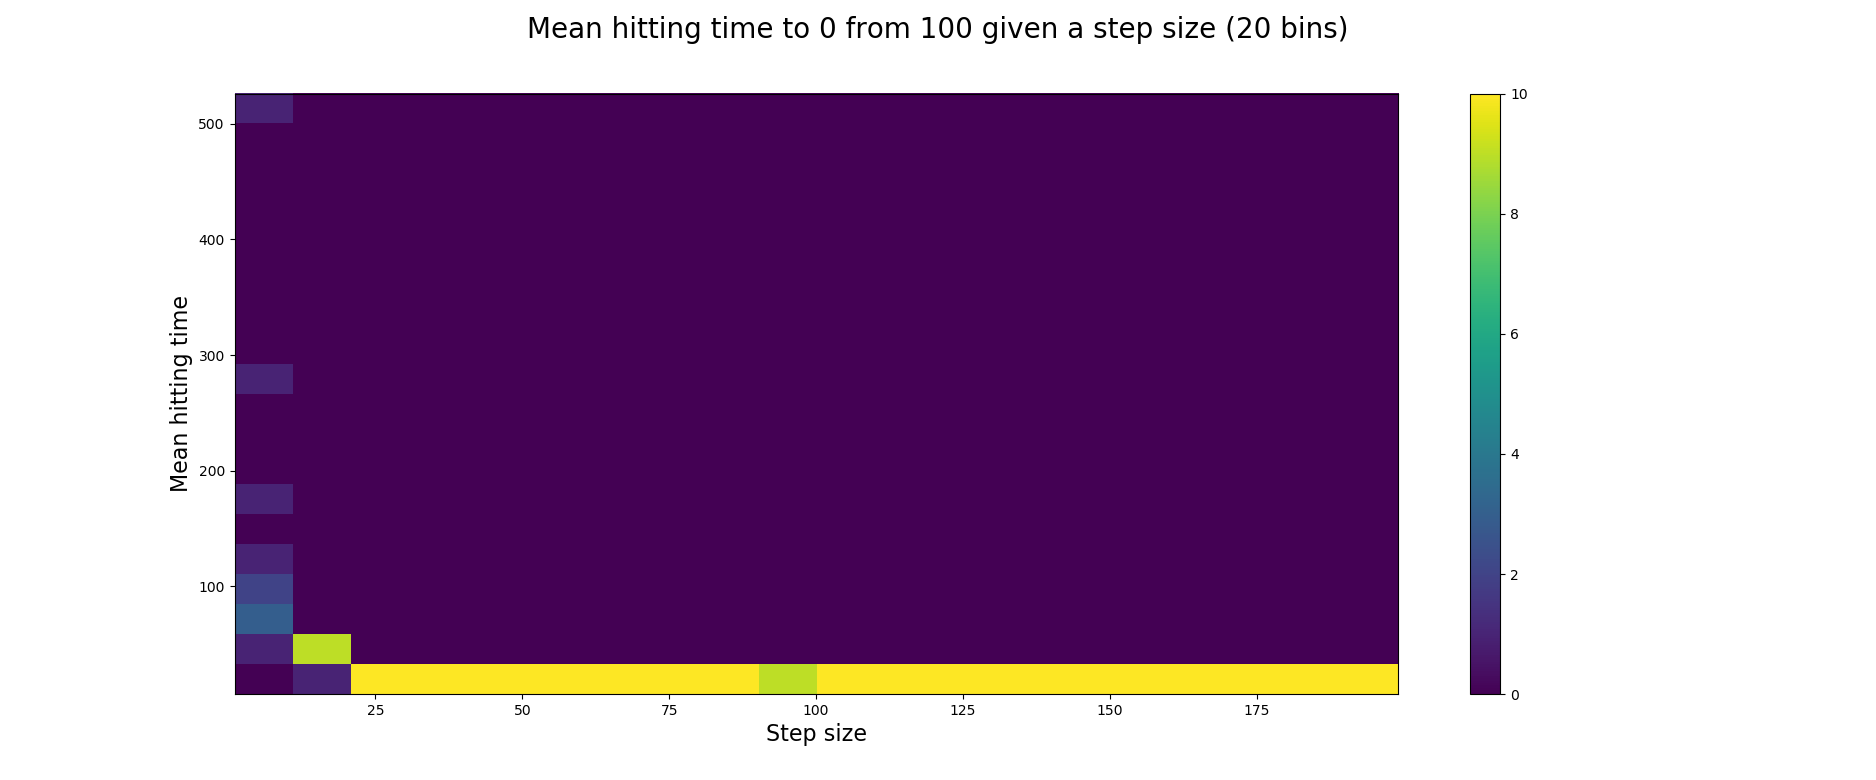 Mean hitting time to 0 from 100 given a step size (20 bins)
Mean hitting time
500
400
300
200
100
25 50 75 100 125 150 175
Step size
10
8
6
4
2
0